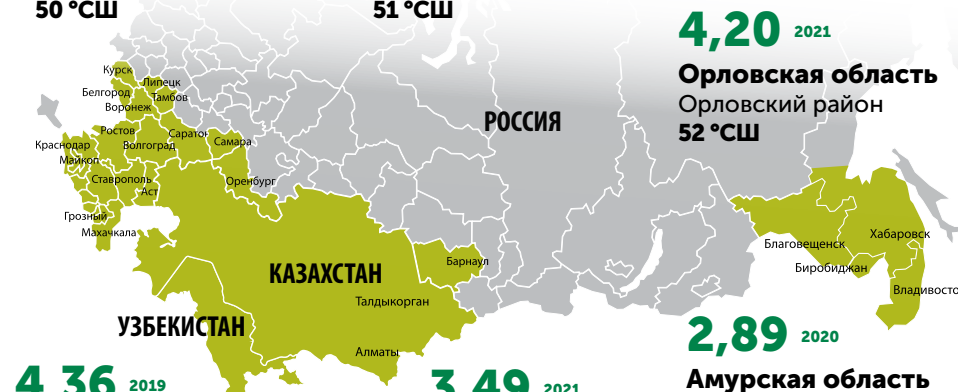 50 °СШ
51 °СШ
4,20 2021
Орловская область
Орловский район
52 °СШ
РОССИЯ
Курск
Липецк
Белгород
Тамбов
Воронеж
Ростов
Саратов
Краснодар
Волгоград
Самара
Майкоп
Ставрополь
Оренбург
Аст
Грозный
Махачкала
Благовещенск
Хабаровск
Биробиджан
Барнаул
КАЗАХСТАН
Владивосто
Талдыкорган
УЗБЕКИСТАН
Алматы
2,89 2020
Амурская область
4,36 2019
3,49 2021